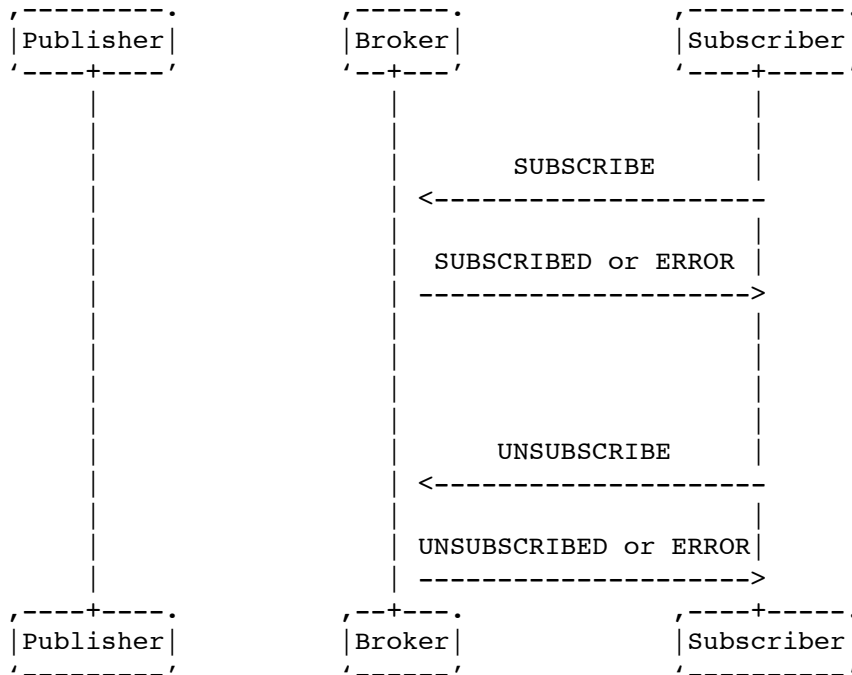 Publisher Broker Subscriber
SUBSCRIBE
SUBSCRIBED or ERROR
UNSUBSCRIBE
UNSUBSCRIBED or ERROR
Publisher Broker Subscriber